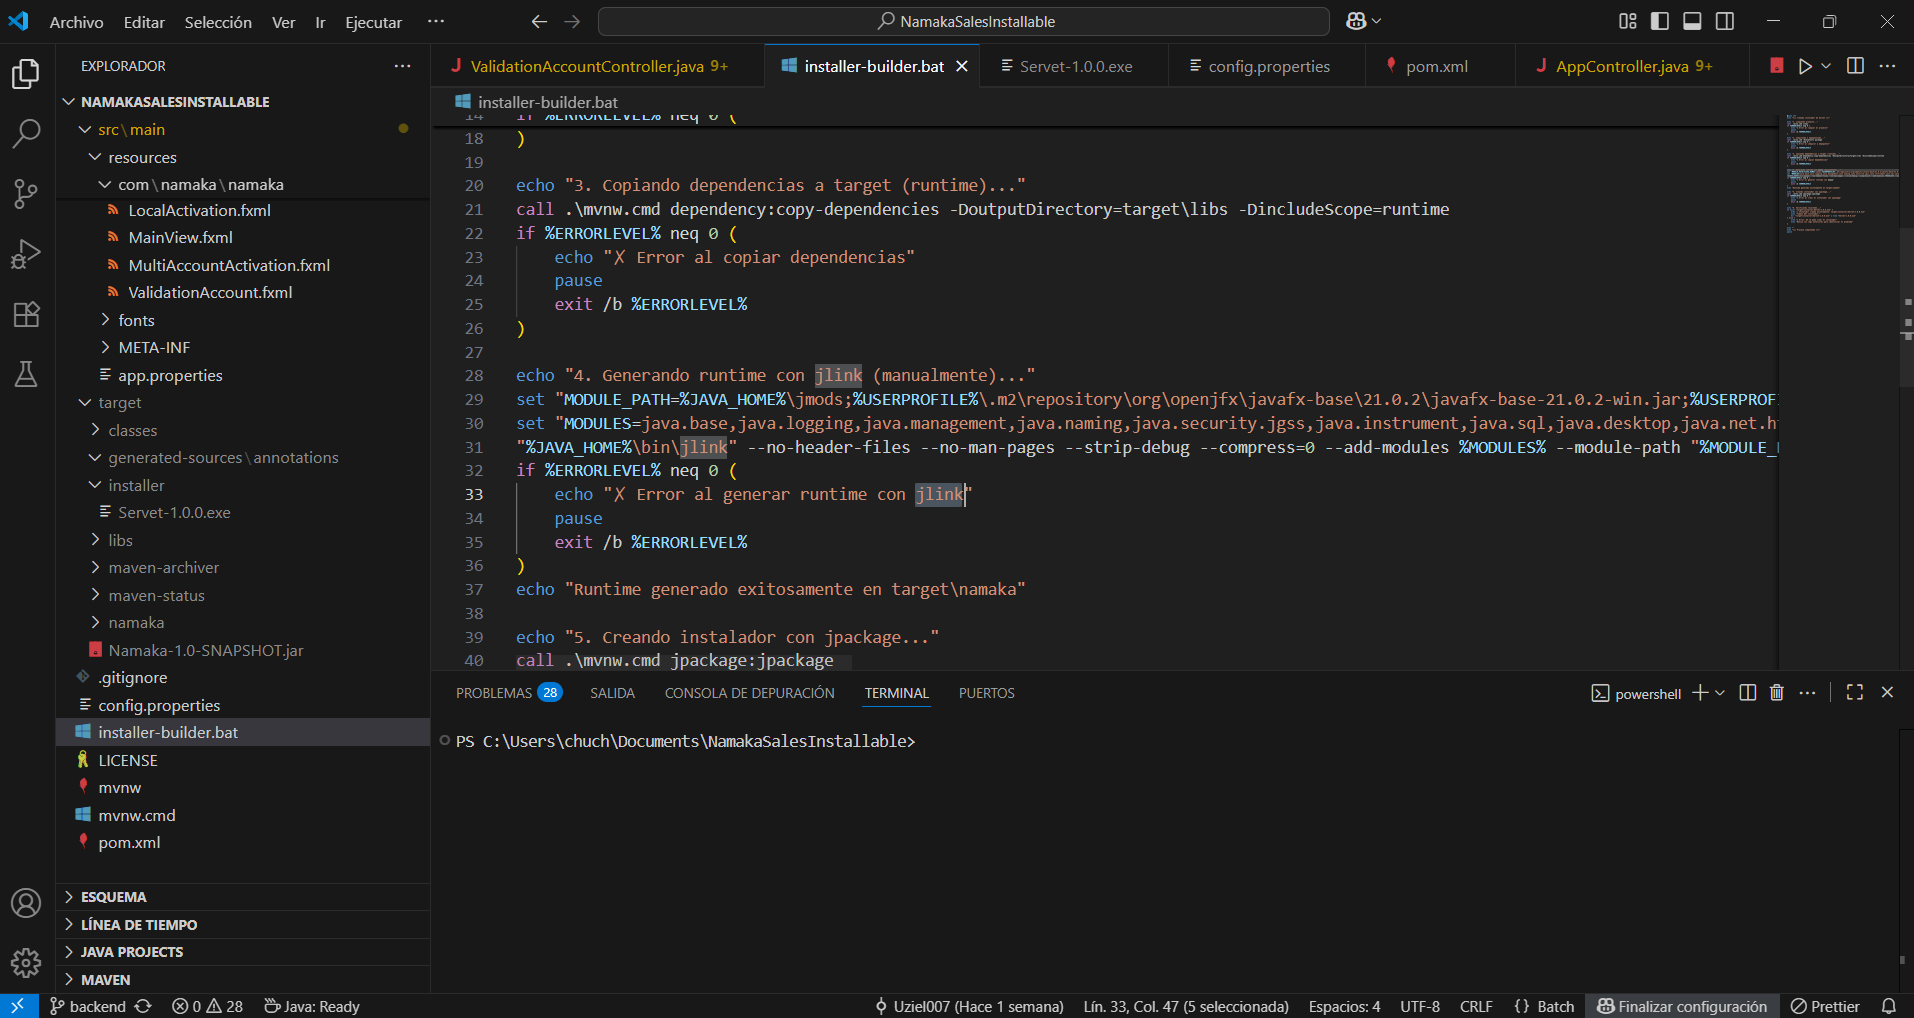 Archivo Editar Selección Ver Ir Ejecutar ···
NamakaSalesInstallable
EXPLORADOR ···
J ValidationAccountController.java 9+
installer-builder.bat
Servet-1.0.0.exe
config.properties
pom.xml
J AppController.java 9+
NAMAKASALESINSTALLABLE
src\main
resources
com\namaka\namaka
LocalActivation.fxml
MainView.fxml
MultiAccountActivation.fxml
ValidationAccount.fxml
fonts
META-INF
app.properties
target
classes
generated-sources\annotations
installer
Servet-1.0.0.exe
libs
maven-archiver
maven-status
namaka
Namaka-1.0-SNAPSHOT.jar
.gitignore
config.properties
installer-builder.bat
LICENSE
mvnw
mvnw.cmd
pom.xml
ESQUEMA
LÍNEA DE TIEMPO
JAVA PROJECTS
MAVEN
installer-builder.bat
14 if %ERRORLEVEL% neq 0 (
18 )
19
20 echo "3. Copiando dependencias a target (runtime)..."
21 call .\mvnw.cmd dependency:copy-dependencies -DoutputDirectory=target\libs -DincludeScope=runtime
22 if %ERRORLEVEL% neq 0 (
23 echo "✗ Error al copiar dependencias"
24 pause
25 exit /b %ERRORLEVEL%
26 )
27
28 echo "4. Generando runtime con jlink (manualmente)..."
29 set "MODULE_PATH=%JAVA_HOME%\jmods;%USERPROFILE%\.m2\repository\org\openjfx\javafx-base\21.0.2\javafx-base-21.0.2-win.jar;%USERPROF
30 set "MODULES=java.base,java.logging,java.management,java.naming,java.security.jgss,java.instrument,java.sql,java.desktop,java.net.h
31 "%JAVA_HOME%\bin\jlink" --no-header-files --no-man-pages --strip-debug --compress=0 --add-modules %MODULES% --module-path "%MODULE_
32 if %ERRORLEVEL% neq 0 (
33 echo "✗ Error al generar runtime con jlink"
34 pause
35 exit /b %ERRORLEVEL%
36 )
37 echo "Runtime generado exitosamente en target\namaka"
38
39 echo "5. Creando instalador con jpackage..."
40 call .\mvnw.cmd jpackage:jpackage
PROBLEMAS 28 SALIDA CONSOLA DE DEPURACIÓN TERMINAL PUERTOS
powershell
PS C:\Users\chuch\Documents\NamakaSalesInstallable>
backend 0 28 Java: Ready
Uziel007 (Hace 1 semana) Lín. 33, Col. 47 (5 seleccionada) Espacios: 4 UTF-8 CRLF {} Batch Finalizar configuración Prettier